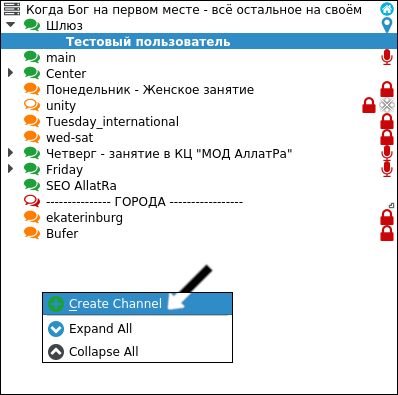 Когда Бог на первом месте - всё остальное на своём
Шлюз
Тестовый пользователь
main
Center
Понедельник - Женское занятие
unity
Tuesday_international
wed-sat
Четверг - занятие в КЦ "МОД АллатРа"
Friday
SEO AllatRa
--------------- ГОРОДА -----------------
ekaterinburg
Bufer
Create Channel
Expand All
Collapse All